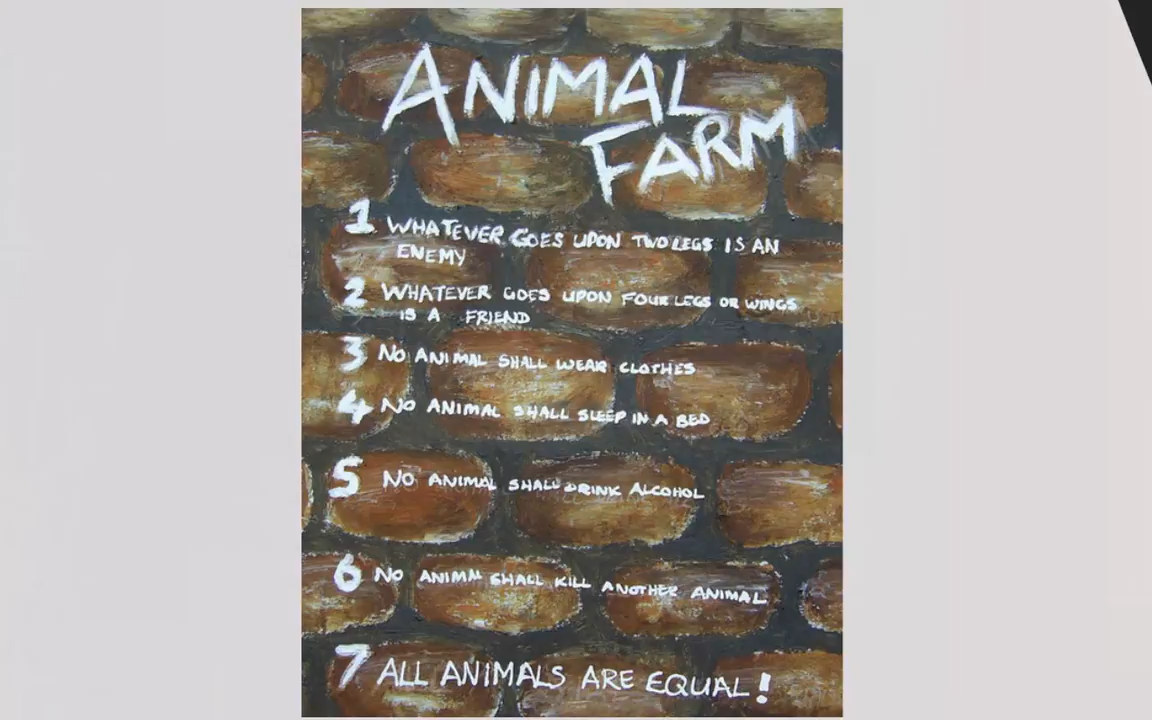 ANIMAL
FARM
1 WHATEVER GOES UPON TWO LEGS IS AN
ENEMY
2 WHATEVER GOES UPON FOUR LEGS OR WINGS
IS A FRIEND
3 NO ANIMAL SHALL WEAR CLOTHES
4 NO ANIMAL SHALL SLEEP IN A BED
5 NO ANIMAL SHALL DRINK ALCOHOL
6 NO ANIMAL SHALL KILL ANOTHER ANIMAL
7 ALL ANIMALS ARE EQUAL!